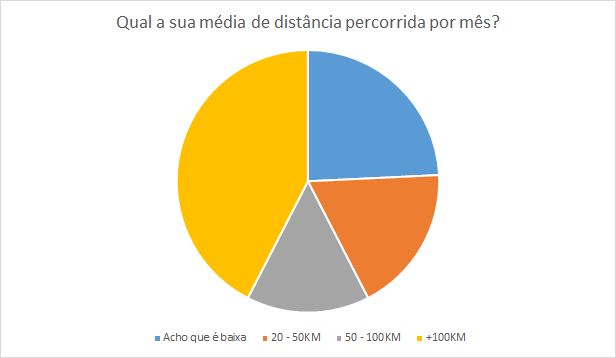 Qual a sua média de distância percorrida por mês?
Acho que é baixa 20 - 50KM 50 - 100KM +100KM